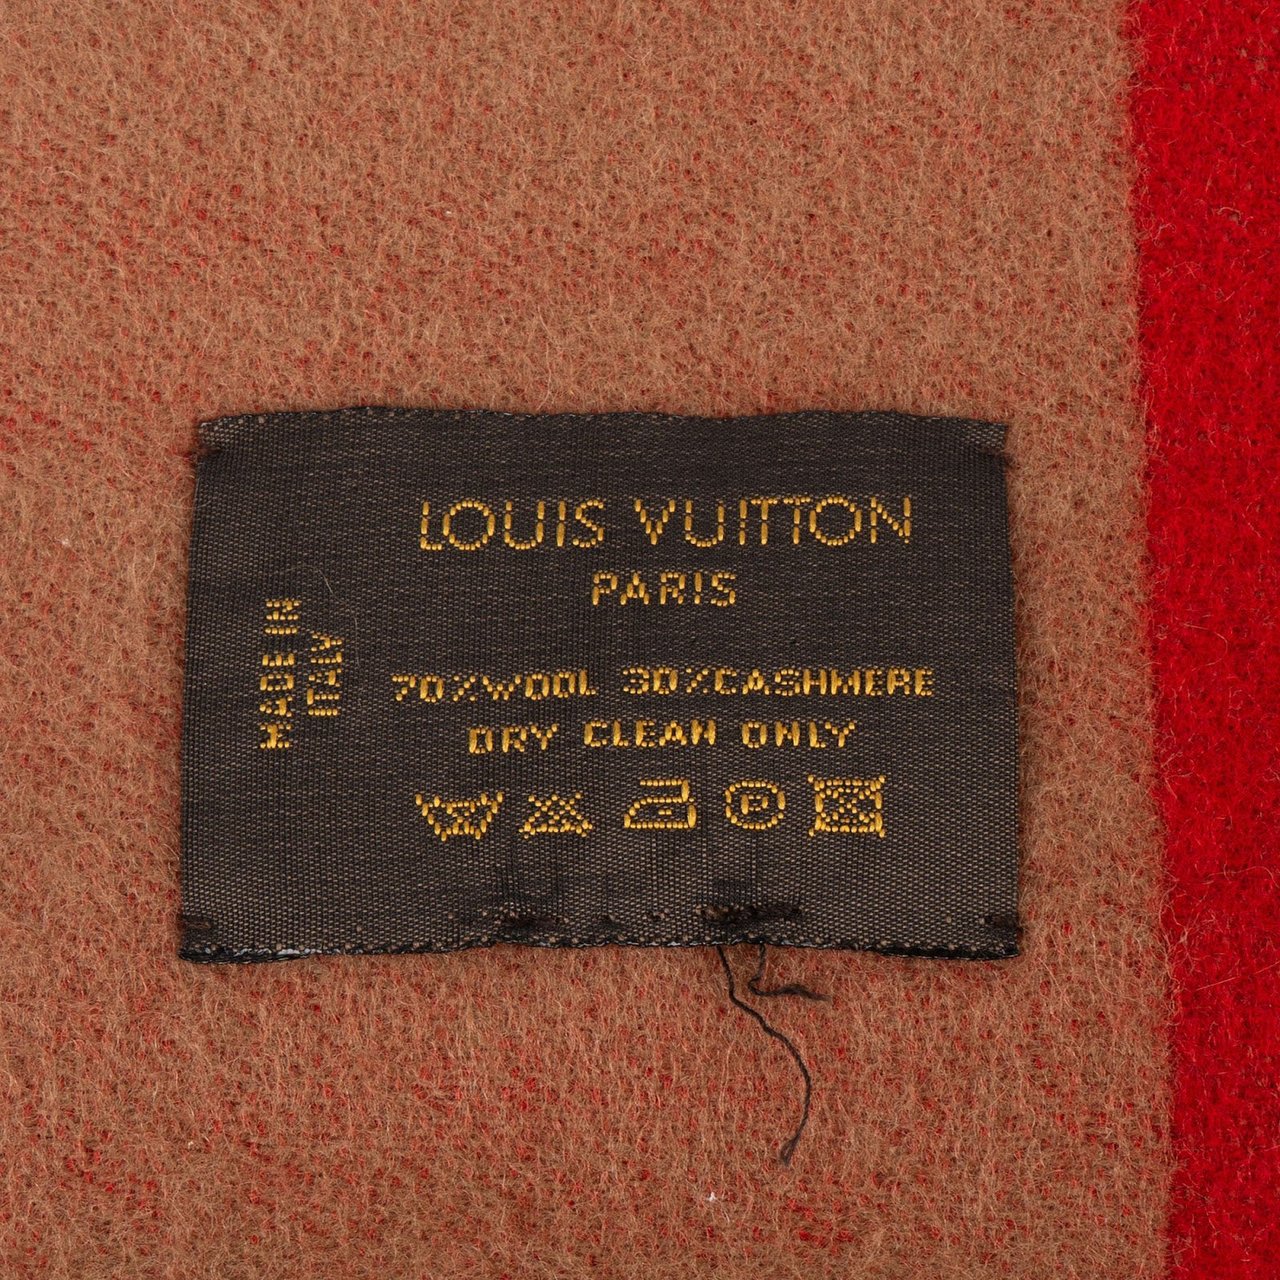 LOUIS VUITTON
PARIS
MADE IN
ITALY
70%WOOL 30%CASHMERE
DRY CLEAN ONLY
P